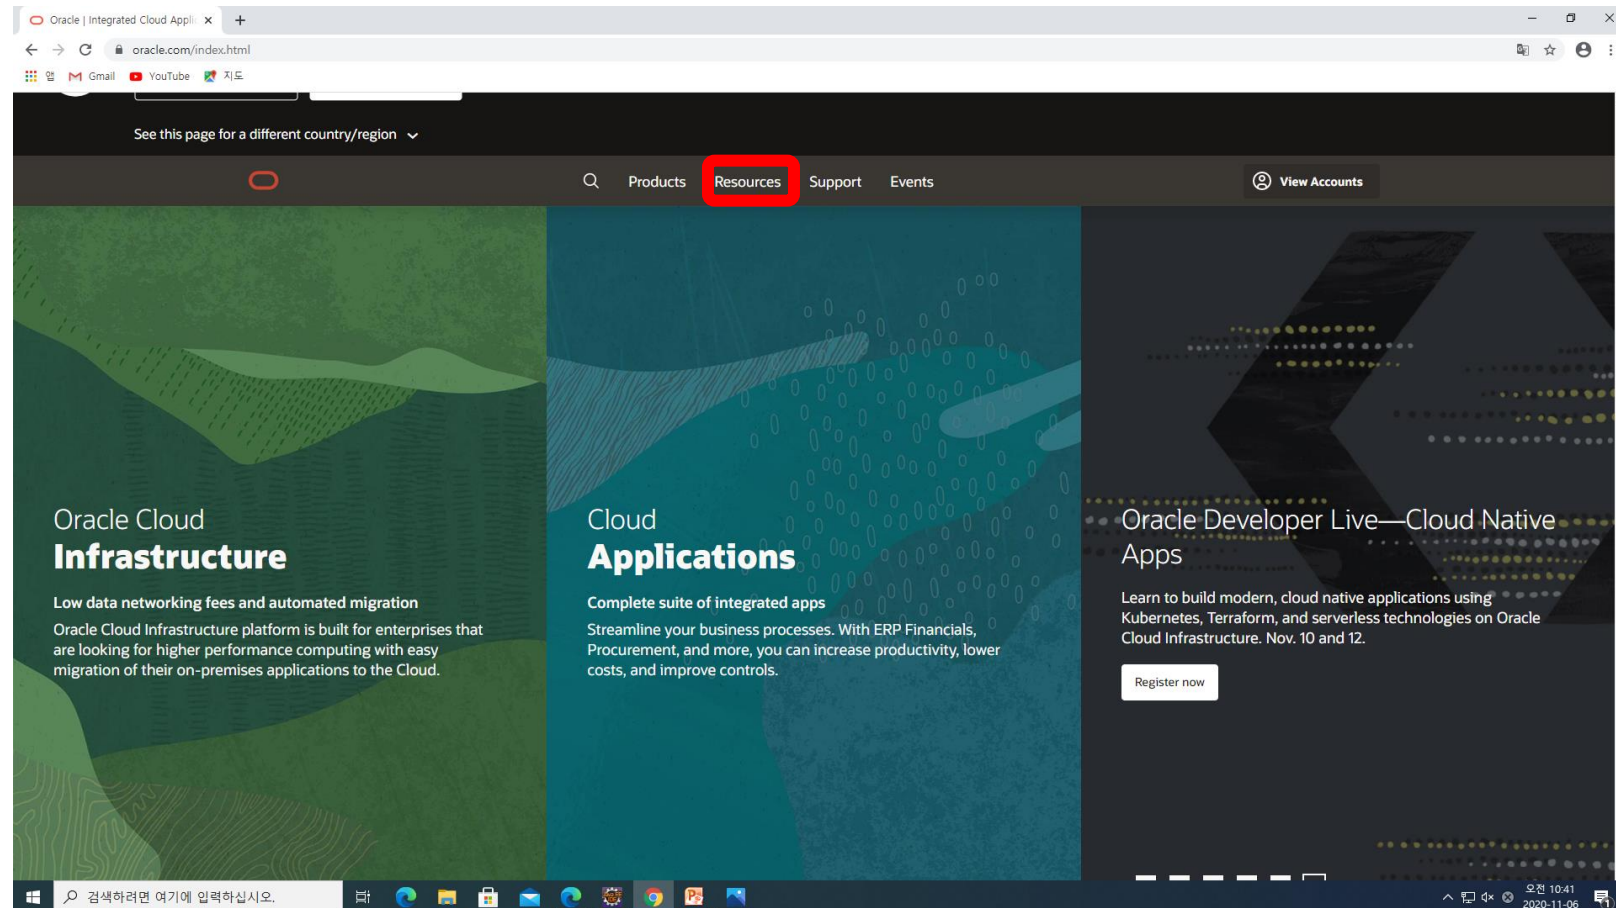 Oracle | Integrated Cloud Appli
oracle.com/index.html
앱 Gmail YouTube 지도
See this page for a different country/region
Products Resources Support Events View Accounts
Oracle Cloud
Infrastructure
Low data networking fees and automated migration
Oracle Cloud Infrastructure platform is built for enterprises that
are looking for higher performance computing with easy
migration of their on-premises applications to the Cloud.
Cloud
Applications
Complete suite of integrated apps
Streamline your business processes. With ERP Financials,
Procurement, and more, you can increase productivity, lower
costs, and improve controls.
Oracle Developer Live—Cloud Native
Apps
Learn to build modern, cloud native applications using
Kubernetes, Terraform, and serverless technologies on Oracle
Cloud Infrastructure. Nov. 10 and 12.
Register now
검색하려면 여기에 입력하십시오.
오전 10:41
2020-11-06